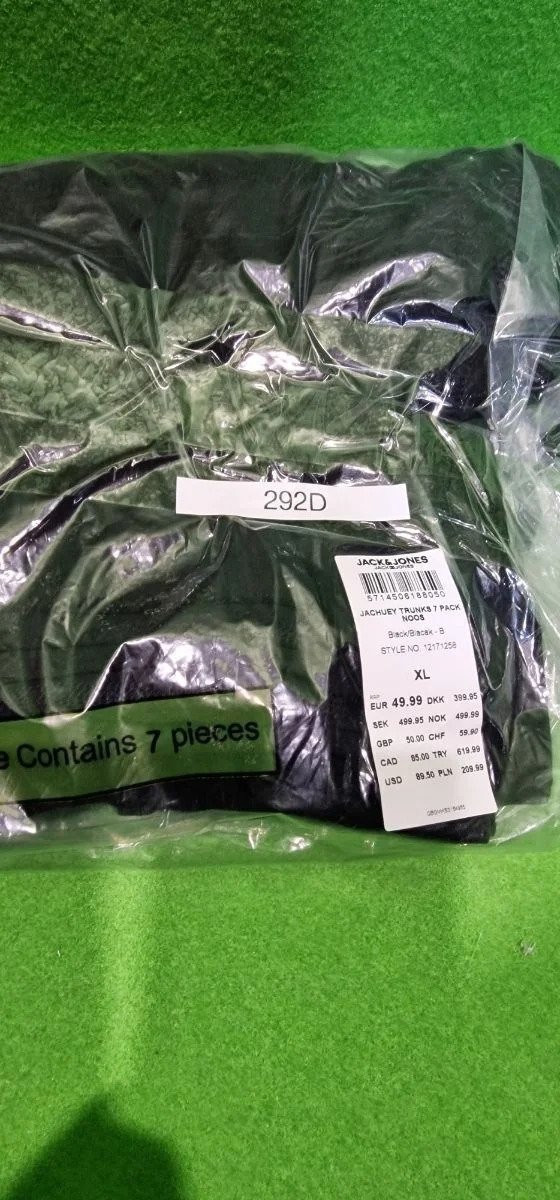 292D
JACK&JONES
JACK&JONES
5714506188050
JACHUEY TRUNKS 7 PACK
NOOS
Black/Blacak - B
STYLE NO. 12171258
XL
RRP
EUR 49.99 DKK 399.95
SEK 499.95 NOK 499.99
GBP 50.00 CHF 59.90
CAD 85.00 TRY 619.99
USD 89.50 PLN 209.99
e Contains 7 pieces